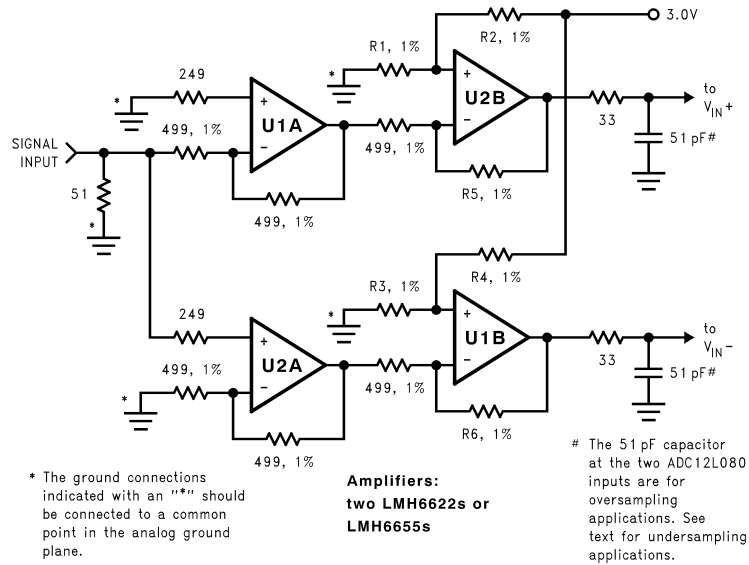 3.0V
R2, 1%
R1, 1%
*
+
U2B
−
to
VIN+
33
51 pF#
249
*
+
U1A
−
499, 1%
499, 1%
SIGNAL
INPUT
51
*
R5, 1%
499, 1%
R4, 1%
R3, 1%
*
+
U1B
−
to
VIN−
33
51 pF#
249
+
U2A
−
499, 1%
*
499, 1%
R6, 1%
499, 1%
* The ground connections
indicated with an "*" should
be connected to a common
point in the analog ground
plane.
Amplifiers:
two LMH6622s or
LMH6655s
# The 51 pF capacitor
at the two ADC12L080
inputs are for
oversampling
applications. See
text for undersampling
applications.